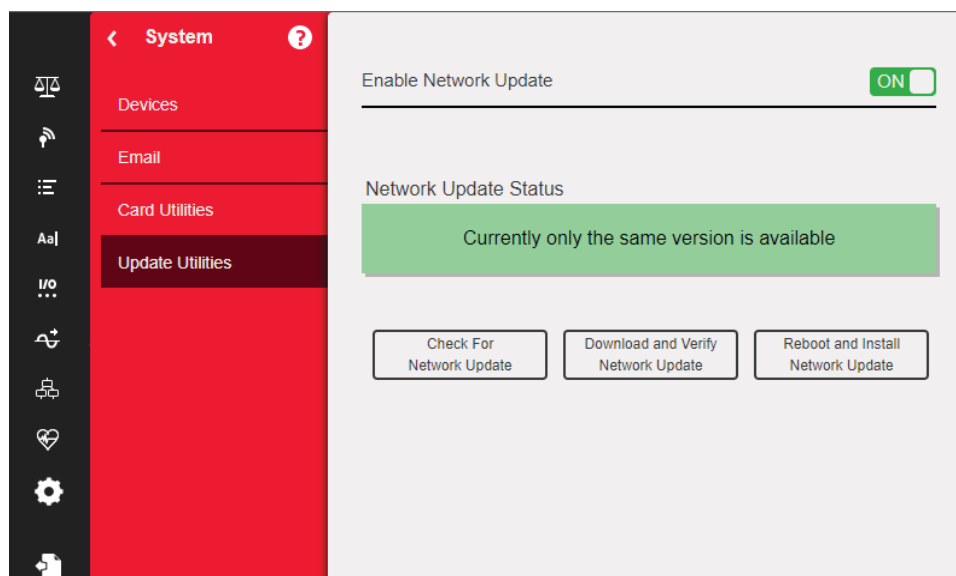 System
?
Devices
Email
Card Utilities
Update Utilities
Aa
I/O
Enable Network Update
ON
Network Update Status
Currently only the same version is available
Check For
Network Update
Download and Verify
Network Update
Reboot and Install
Network Update